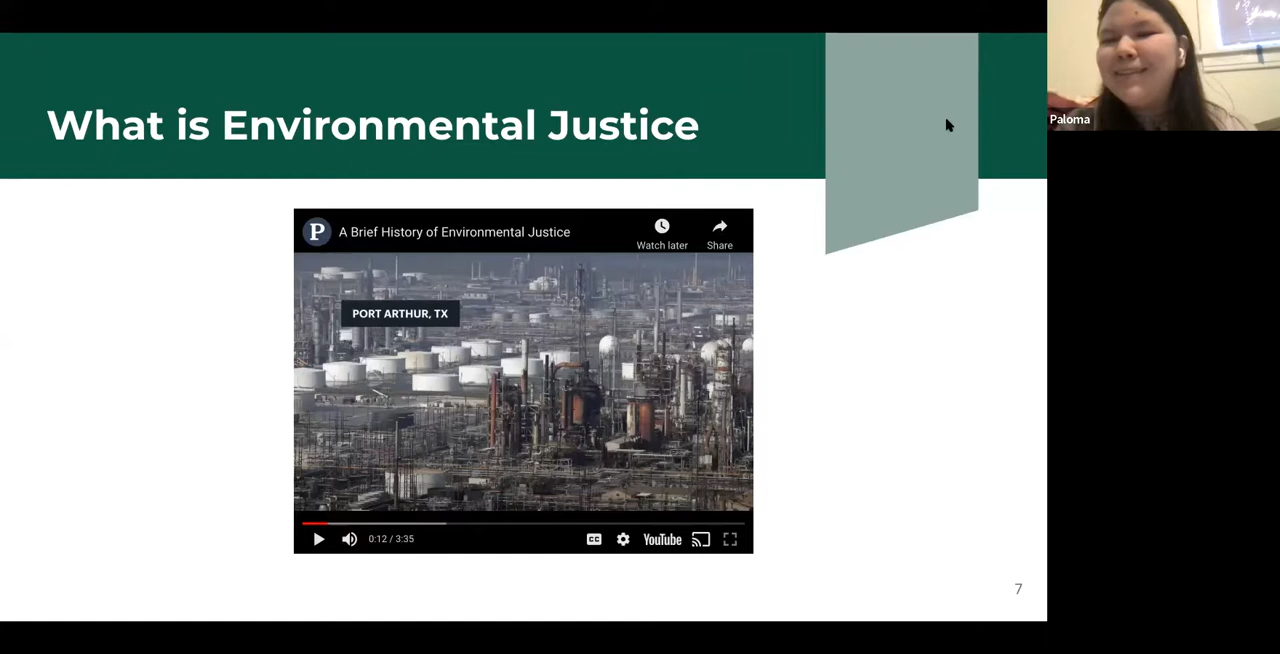 What is Environmental Justice
Paloma
P
A Brief History of Environmental Justice
Watch later
Share
PORT ARTHUR, TX
0:12 / 3:35
CC
YouTube
7